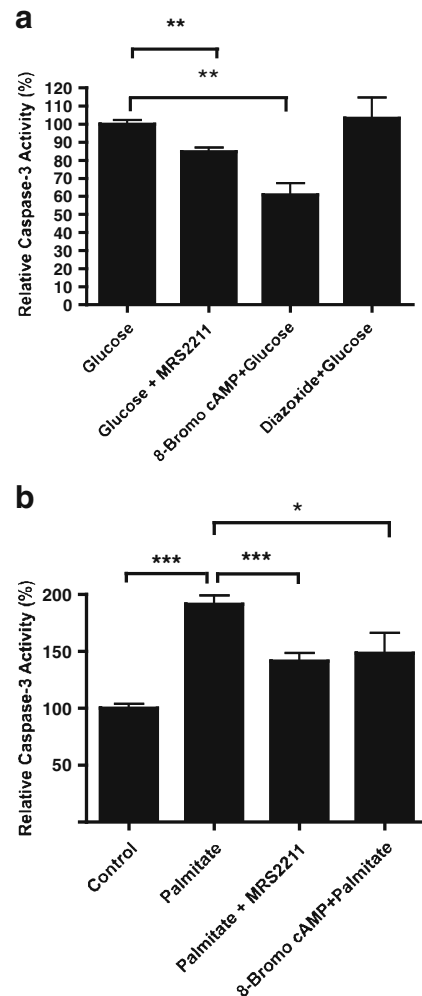 a
**
**
Relative Caspase-3 Activity (%)
120
110
100
90
80
70
60
50
40
30
20
10
0
Glucose
Glucose + MRS2211
8-Bromo cAMP+Glucose
Diazoxide+Glucose
b
*
***
***
Relative Caspase-3 Activity (%)
200
150
100
50
Control
Palmitate
Palmitate + MRS2211
8-Bromo cAMP+Palmitate